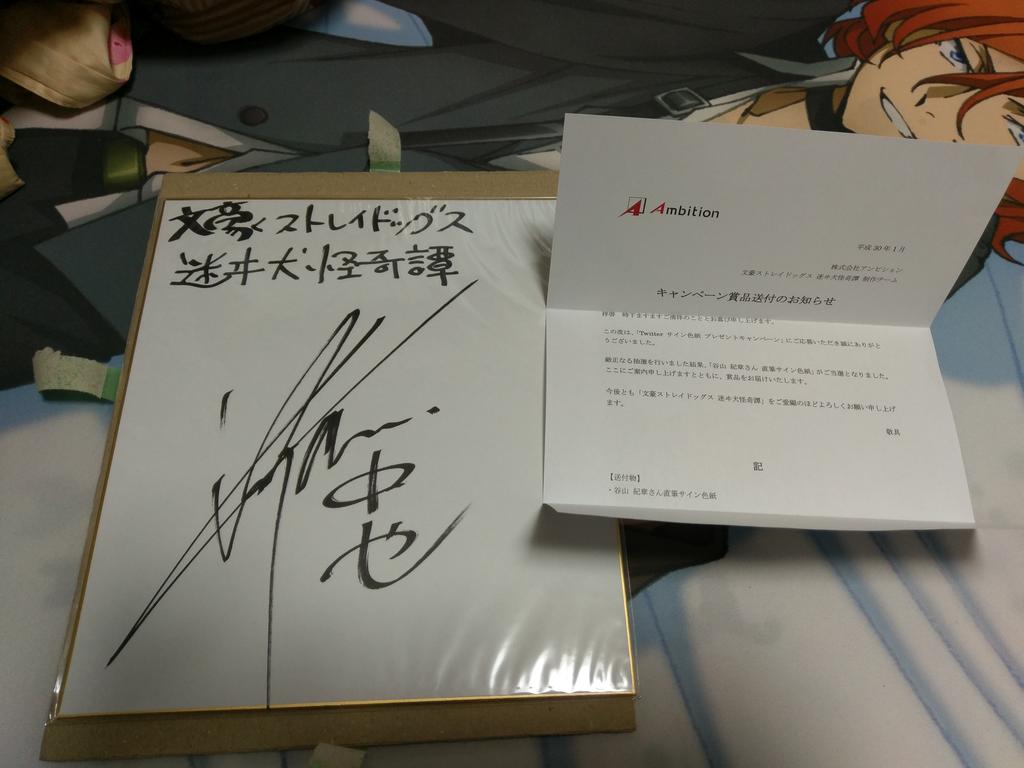 文豪ストレイドッグス
迷ヰ犬怪奇譚
中也
Ambition
平成30年1月
株式会社アンビション
文豪ストレイドッグス 迷ヰ犬怪奇譚 制作チーム
キャンペーン賞品送付のお知らせ
拝啓 時下ますますご清祥のこととお喜び申し上げます。
この度は、「Twitter サイン色紙 プレゼントキャンペーン」にご応募いただき誠にありがと
うございました。
厳正なる抽選を行いました結果、「谷山 紀章さん 直筆サイン色紙」がご当選となりました。
ここにご案内申し上げますとともに、賞品をお届けいたします。
今後とも「文豪ストレイドッグス 迷ヰ犬怪奇譚」をご愛顧のほどよろしくお願い申し上げ
ます。
敬具
記
【送付物】
・谷山 紀章さん直筆サイン色紙